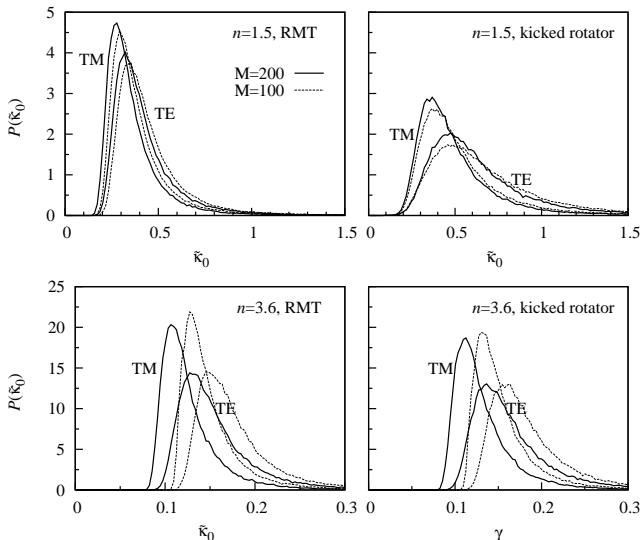 5
4
3
2
1
0
P(κ̃₀)
n=1.5, RMT
TM
M=200
M=100
TE
0 0.5 1 1.5
κ̃₀
n=1.5, kicked rotator
TM
TE
0 0.5 1 1.5
κ̃₀
25
20
15
10
5
0
P(κ̃₀)
n=3.6, RMT
TM
TE
0 0.1 0.2 0.3
κ̃₀
n=3.6, kicked rotator
TM
TE
0 0.1 0.2 0.3
γ